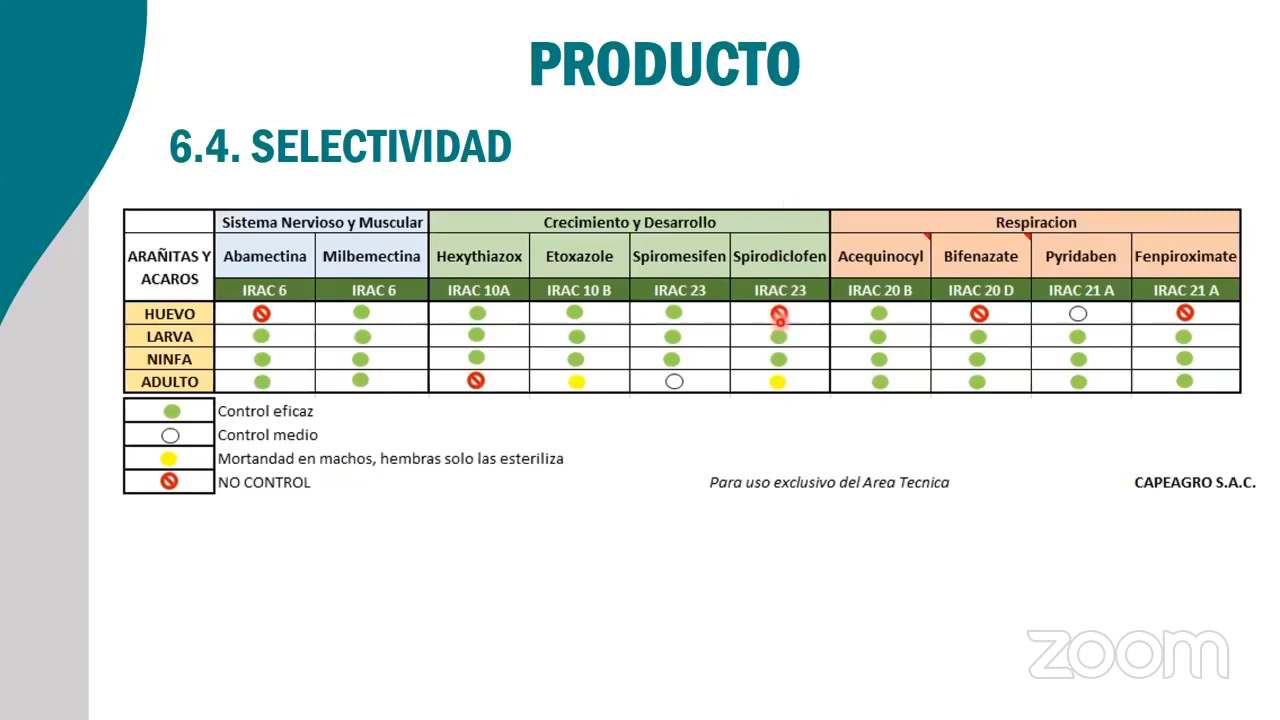 PRODUCTO
6.4. SELECTIVIDAD
Sistema Nervioso y Muscular Crecimiento y Desarrollo Respiracion
ARAÑITAS Y ACAROS Abamectina Milbemectina Hexythiazox Etoxazole Spiromesifen Spirodiclofen Acequinocyl Bifenazate Pyridaben Fenpiroximate
IRAC 6 IRAC 6 IRAC 10A IRAC 10 B IRAC 23 IRAC 23 IRAC 20 B IRAC 20 D IRAC 21 A IRAC 21 A
HUEVO
LARVA
NINFA
ADULTO
Control eficaz
Control medio
Mortandad en machos, hembras solo las esteriliza
NO CONTROL Para uso exclusivo del Area Tecnica CAPEAGRO S.A.C.
zoom